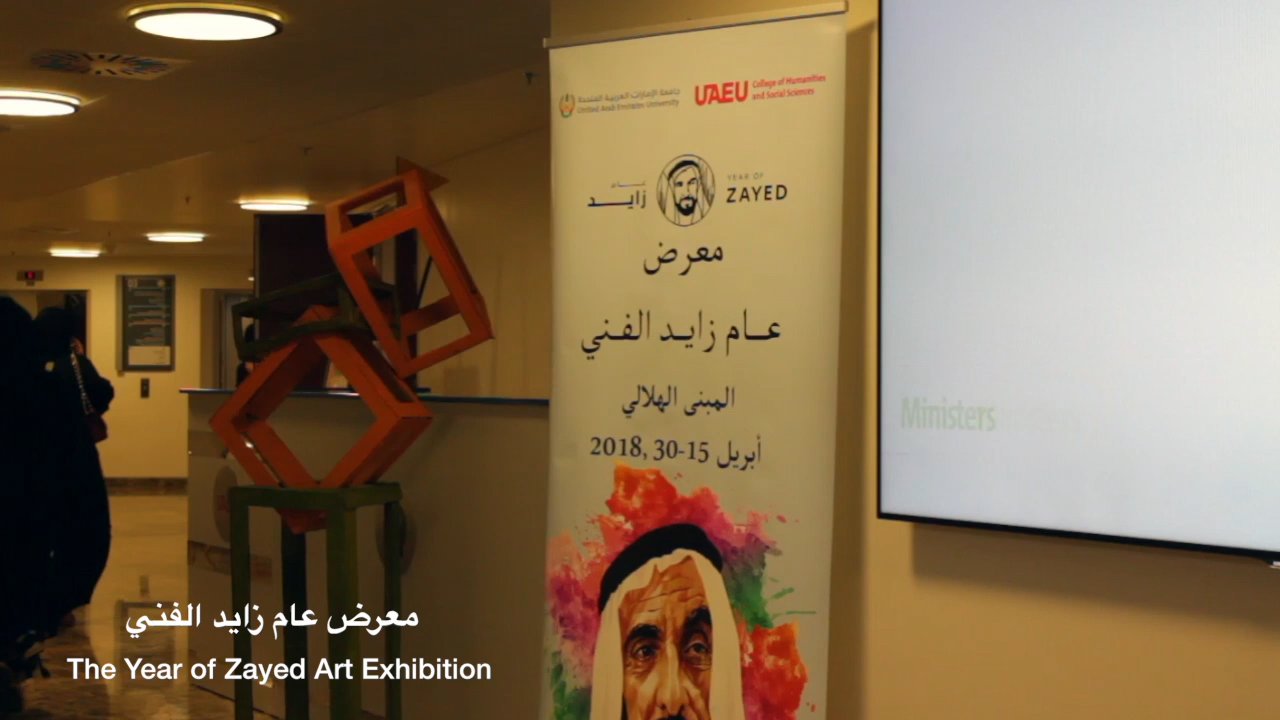 جامعة الإمارات العربية المتحدة
United Arab Emirates University
UAEU
College of Humanities
and Social Sciences
عام
زايد
YEAR OF
ZAYED
معرض
عام زايد الفني
المبنى الهلالي
أبريل 15-30 ,2018
Ministers
معرض عام زايد الفني
The Year of Zayed Art Exhibition